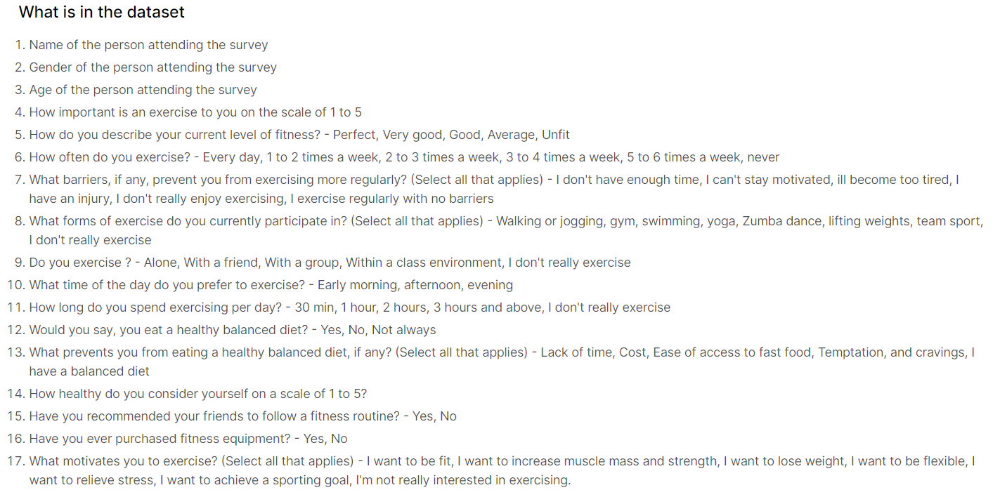 What is in the dataset
1. Name of the person attending the survey
2. Gender of the person attending the survey
3. Age of the person attending the survey
4. How important is an exercise to you on the scale of 1 to 5
5. How do you describe your current level of fitness? - Perfect, Very good, Good, Average, Unfit
6. How often do you exercise? - Every day, 1 to 2 times a week, 2 to 3 times a week, 3 to 4 times a week, 5 to 6 times a week, never
7. What barriers, if any, prevent you from exercising more regularly? (Select all that applies) - I don't have enough time, I can't stay motivated, ill become too tired, I
have an injury, I don't really enjoy exercising, I exercise regularly with no barriers
8. What forms of exercise do you currently participate in? (Select all that applies) - Walking or jogging, gym, swimming, yoga, Zumba dance, lifting weights, team sport,
I don't really exercise
9. Do you exercise ? - Alone, With a friend, With a group, Within a class environment, I don't really exercise
10. What time of the day do you prefer to exercise? - Early morning, afternoon, evening
11. How long do you spend exercising per day? - 30 min, 1 hour, 2 hours, 3 hours and above, I don't really exercise
12. Would you say, you eat a healthy balanced diet? - Yes, No, Not always
13. What prevents you from eating a healthy balanced diet, if any? (Select all that applies) - Lack of time, Cost, Ease of access to fast food, Temptation, and cravings, I
have a balanced diet
14. How healthy do you consider yourself on a scale of 1 to 5?
15. Have you recommended your friends to follow a fitness routine? - Yes, No
16. Have you ever purchased fitness equipment? - Yes, No
17. What motivates you to exercise? (Select all that applies) - I want to be fit, I want to increase muscle mass and strength, I want to lose weight, I want to be flexible, I
want to relieve stress, I want to achieve a sporting goal, I'm not really interested in exercising.